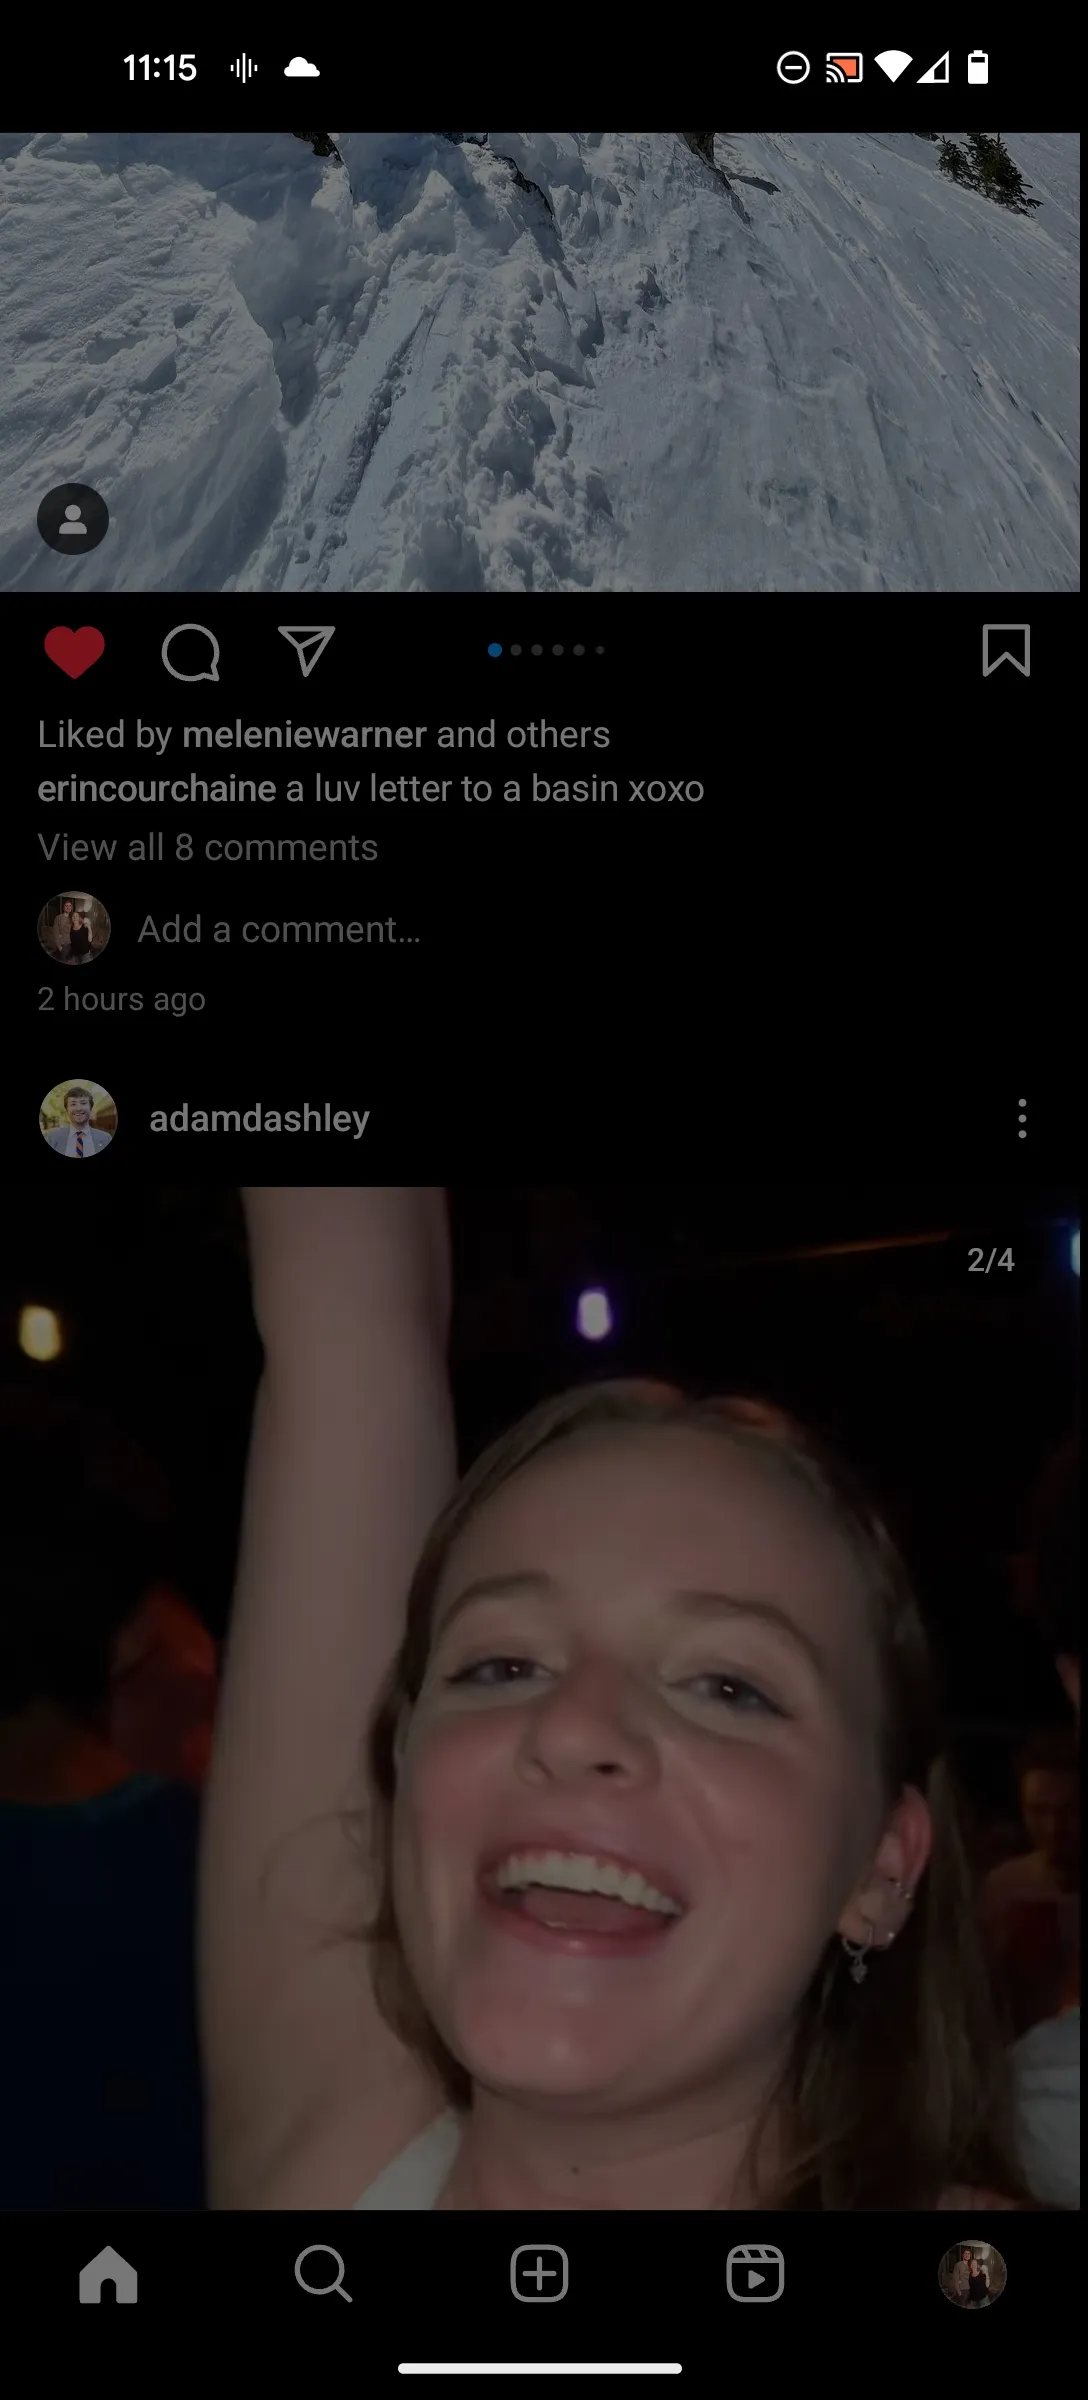 11:15
Liked by meleniewarner and others
erincourchaine a luv letter to a basin xoxo
View all 8 comments
Add a comment...
2 hours ago
adamdashley
2/4